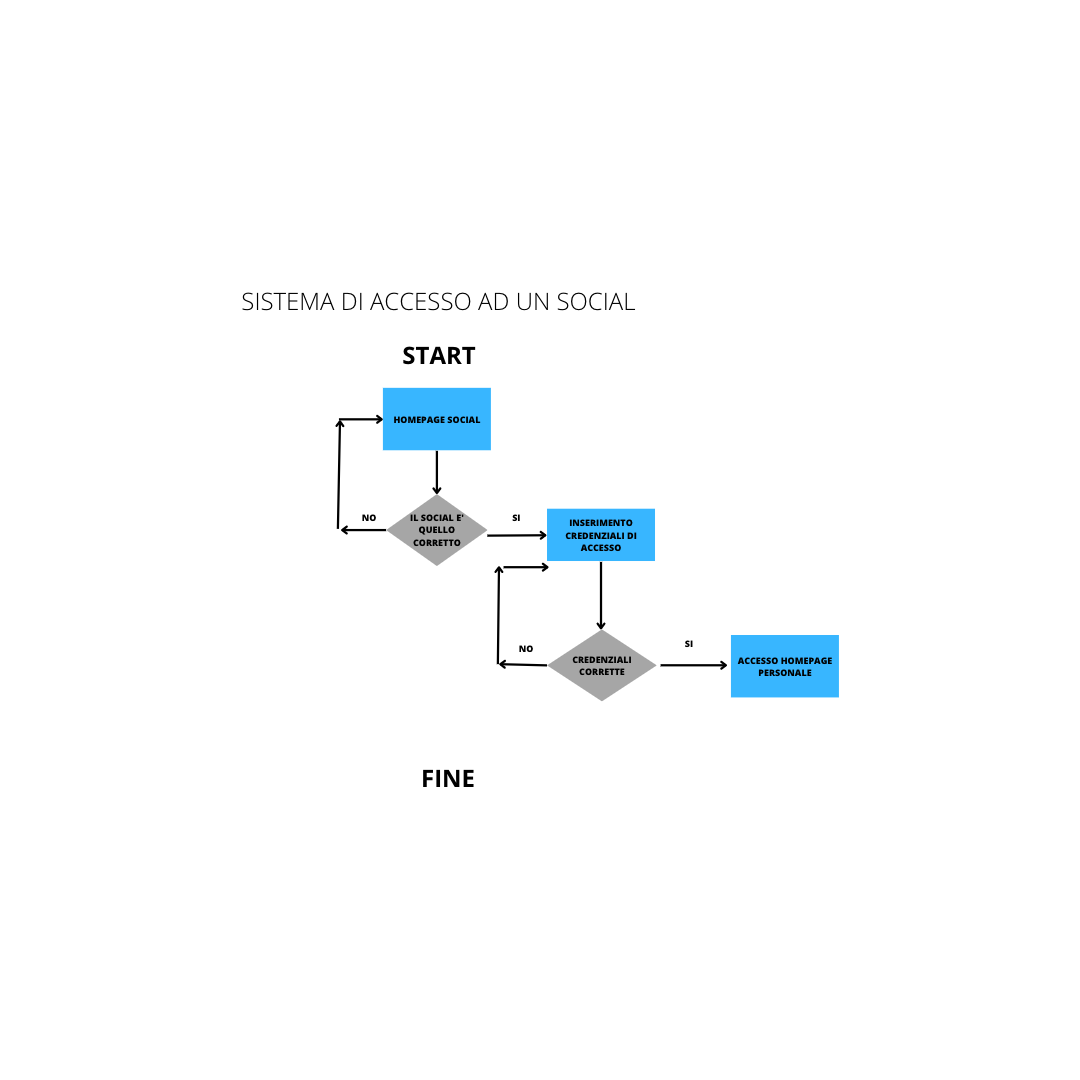 SISTEMA DI ACCESSO AD UN SOCIAL
START
HOMEPAGE SOCIAL
NO
IL SOCIAL E'
QUELLO
CORRETTO
SI
INSERIMENTO
CREDENZIALI DI
ACCESSO
NO
CREDENZIALI
CORRETTE
SI
ACCESSO HOMEPAGE
PERSONALE
FINE